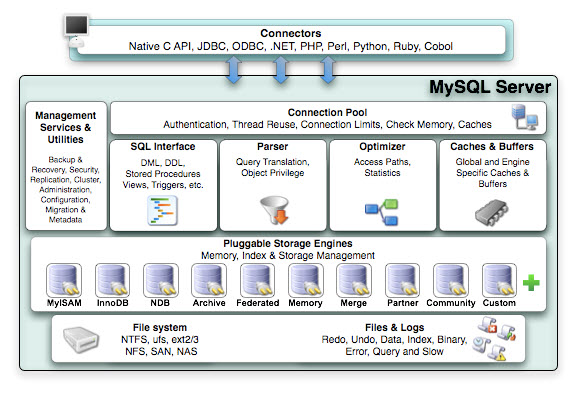 Connectors
Native C API, JDBC, ODBC, .NET, PHP, Perl, Python, Ruby, Cobol
MySQL Server
Management
Services &
Utilities
Backup &
Recovery, Security,
Replication, Cluster,
Administration,
Configuration,
Migration &
Metadata
Connection Pool
Authentication, Thread Reuse, Connection Limits, Check Memory, Caches
SQL Interface
DML, DDL,
Stored Procedures
Views, Triggers, etc.
Parser
Query Translation,
Object Privilege
Optimizer
Access Paths,
Statistics
Caches & Buffers
Global and Engine
Specific Caches &
Buffers
Pluggable Storage Engines
Memory, Index & Storage Management
MyISAM
InnoDB
NDB
Archive
Federated
Memory
Merge
Partner
Community
Custom
File system
NTFS, ufs, ext2/3
NFS, SAN, NAS
Files & Logs
Redo, Undo, Data, Index, Binary,
Error, Query and Slow